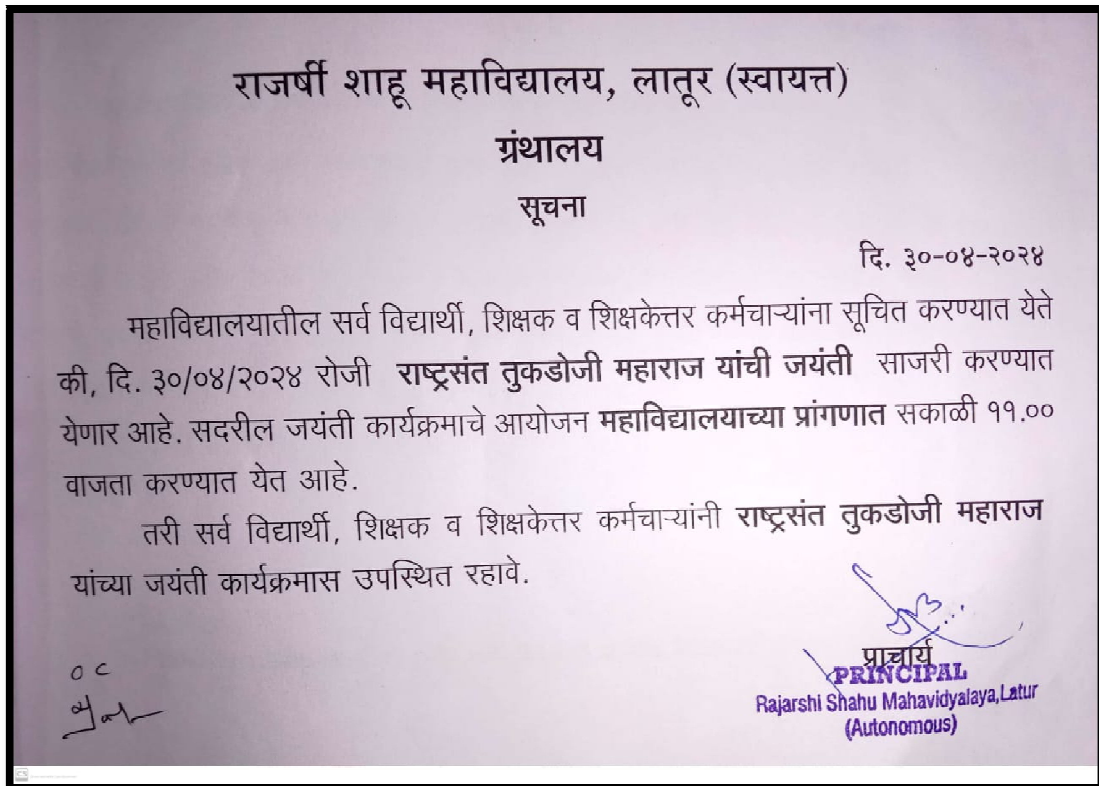 राजर्षी शाहू महाविद्यालय, लातूर (स्वायत्त)
ग्रंथालय
सूचना
दि. ३०-०४-२०२४
महाविद्यालयातील सर्व विद्यार्थी, शिक्षक व शिक्षकेत्तर कर्मचाऱ्यांना सूचित करण्यात येते
की, दि. ३०/०४/२०२४ रोजी राष्ट्रसंत तुकडोजी महाराज यांची जयंती साजरी करण्यात
येणार आहे. सदरील जयंती कार्यक्रमाचे आयोजन महाविद्यालयाच्या प्रांगणात सकाळी ११.००
वाजता करण्यात येत आहे.
तरी सर्व विद्यार्थी, शिक्षक व शिक्षकेत्तर कर्मचाऱ्यांनी राष्ट्रसंत तुकडोजी महाराज
यांच्या जयंती कार्यक्रमास उपस्थित रहावे.
O C
प्राचार्य
PRINCIPAL
Rajarshi Shahu Mahavidyalaya,Latur
(Autonomous)
CS